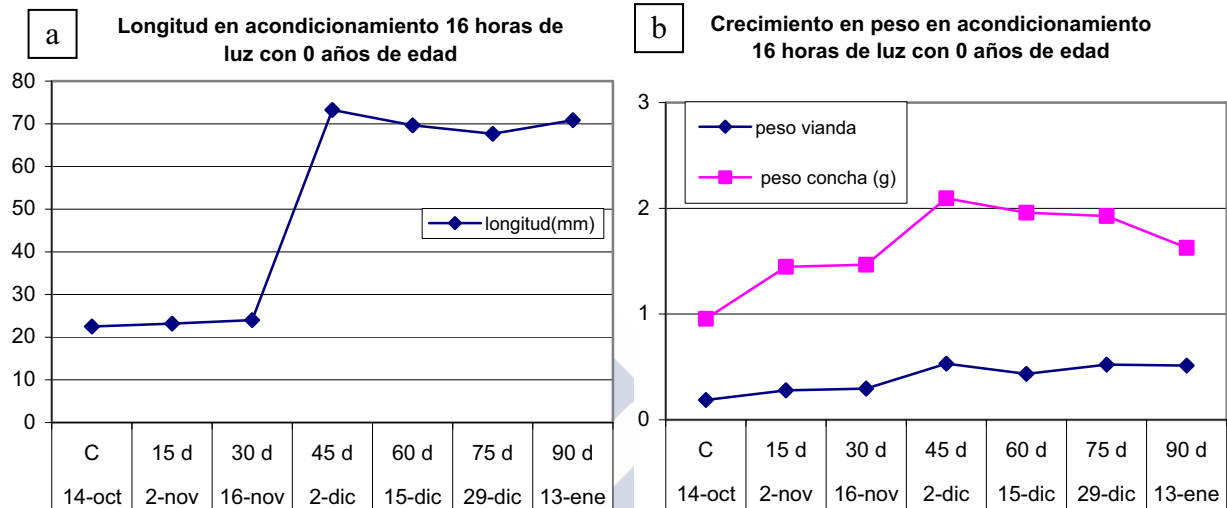 a
Longitud en acondicionamiento 16 horas de
luz con 0 años de edad
80
70
60
50
40
30
20
10
0
longitud(mm)
C 15 d 30 d 45 d 60 d 75 d 90 d
14-oct 2-nov 16-nov 2-dic 15-dic 29-dic 13-ene
b
Crecimiento en peso en acondicionamiento
16 horas de luz con 0 años de edad
3
2
1
0
peso vianda
peso concha (g)
C 15 d 30 d 45 d 60 d 75 d 90 d
14-oct 2-nov 16-nov 2-dic 15-dic 29-dic 13-ene